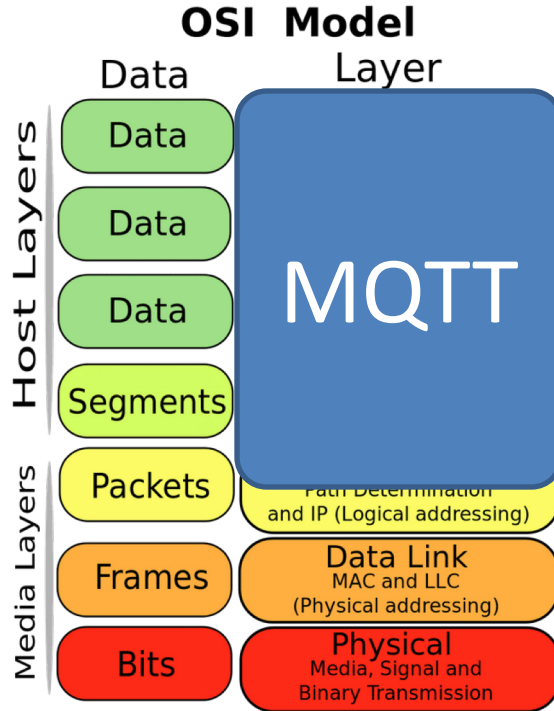 OSI Model
Data
Layer
Host Layers
Data
Data
Data
Segments
MQTT
Media Layers
Packets
Path Determination
and IP (Logical addressing)
Frames
Data Link
MAC and LLC
(Physical addressing)
Bits
Physical
Media, Signal and
Binary Transmission